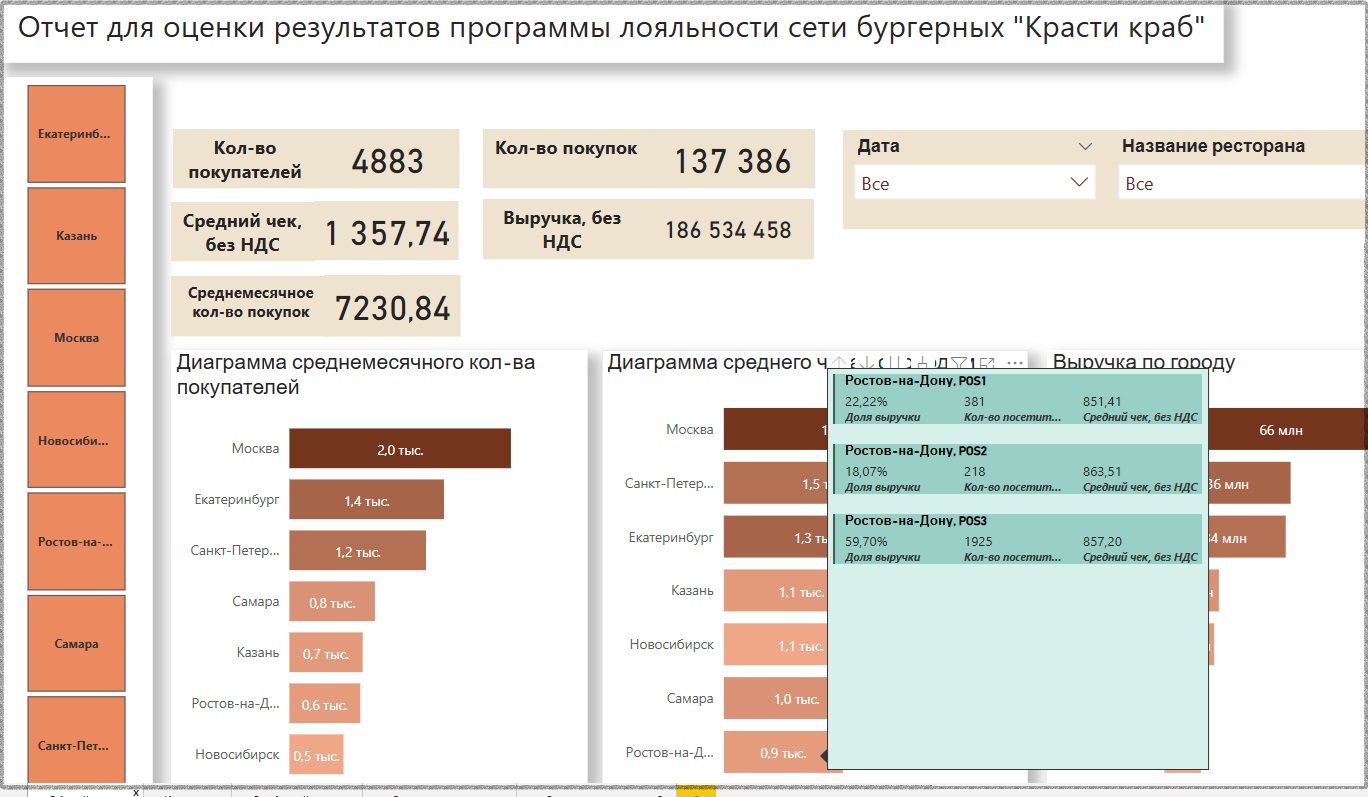 Отчет для оценки результатов программы лояльности сети бургерных "Красти краб"
Екатеринб...
Казань
Москва
Новосиби...
Ростов-на-...
Самара
Санкт-Пет...
Кол-во
покупателей
4883
Кол-во покупок
137 386
Средний чек,
без НДС
1 357,74
Выручка, без
НДС
186 534 458
Среднемесячное
кол-во покупок
7230,84
Дата
Все
Название ресторана
Все
Диаграмма среднемесячного кол-ва
покупателей
Москва
2,0 тыс.
Екатеринбург
1,4 тыс.
Санкт-Петер...
1,2 тыс.
Самара
0,8 тыс.
Казань
0,7 тыс.
Ростов-на-Д...
0,6 тыс.
Новосибирск
0,5 тыс.
Диаграмма среднего
Москва
Санкт-Петер...
1,5 т
Екатеринбург
1,3 ты
Казань
1,1 тыс.
Новосибирск
1,1 тыс.
Самара
1,0 тыс.
Ростов-на-Д...
0,9 тыс.
Ростов-на-Дону, POS1
22,22% 381 851,41
Доля выручки Кол-во посетит... Средний чек, без НДС
Ростов-на-Дону, POS2
18,07% 218 863,51
Доля выручки Кол-во посетит... Средний чек, без НДС
Ростов-на-Дону, POS3
59,70% 1925 857,20
Доля выручки Кол-во посетит... Средний чек, без НДС
Выручка по городу
66 млн
36 млн
4 млн